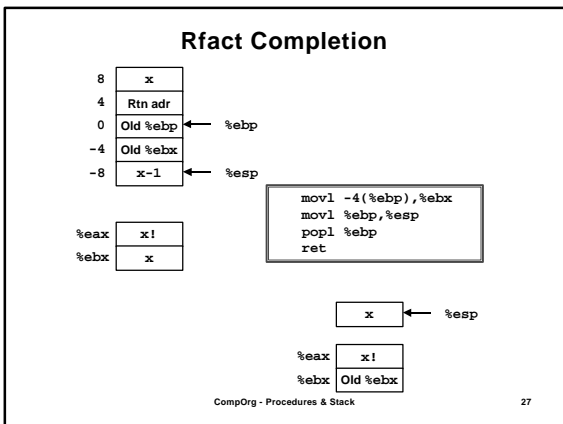 Rfact Completion
8 x
4 Rtn adr
0 Old %ebp %ebp
-4 Old %ebx
-8 x-1 %esp
movl -4(%ebp),%ebx
movl %ebp,%esp
popl %ebp
ret
%eax x!
%ebx x
x %esp
%eax x!
%ebx Old %ebx
CompOrg - Procedures & Stack 27